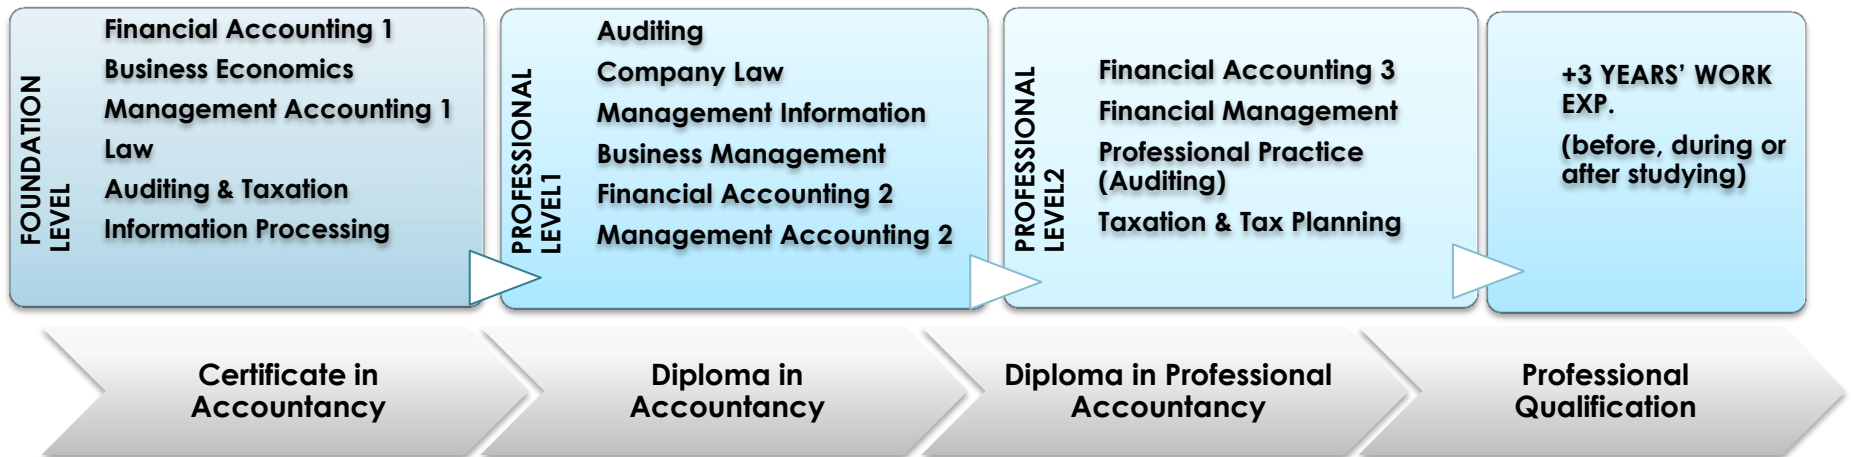 FOUNDATION
LEVEL
Financial Accounting 1
Business Economics
Management Accounting 1
Law
Auditing & Taxation
Information Processing
PROFESSIONAL
LEVEL1
Auditing
Company Law
Management Information
Business Management
Financial Accounting 2
Management Accounting 2
PROFESSIONAL
LEVEL2
Financial Accounting 3
Financial Management
Professional Practice
(Auditing)
Taxation & Tax Planning
+3 YEARS’ WORK
EXP.
(before, during or
after studying)
Certificate in
Accountancy
Diploma in
Accountancy
Diploma in Professional
Accountancy
Professional
Qualification